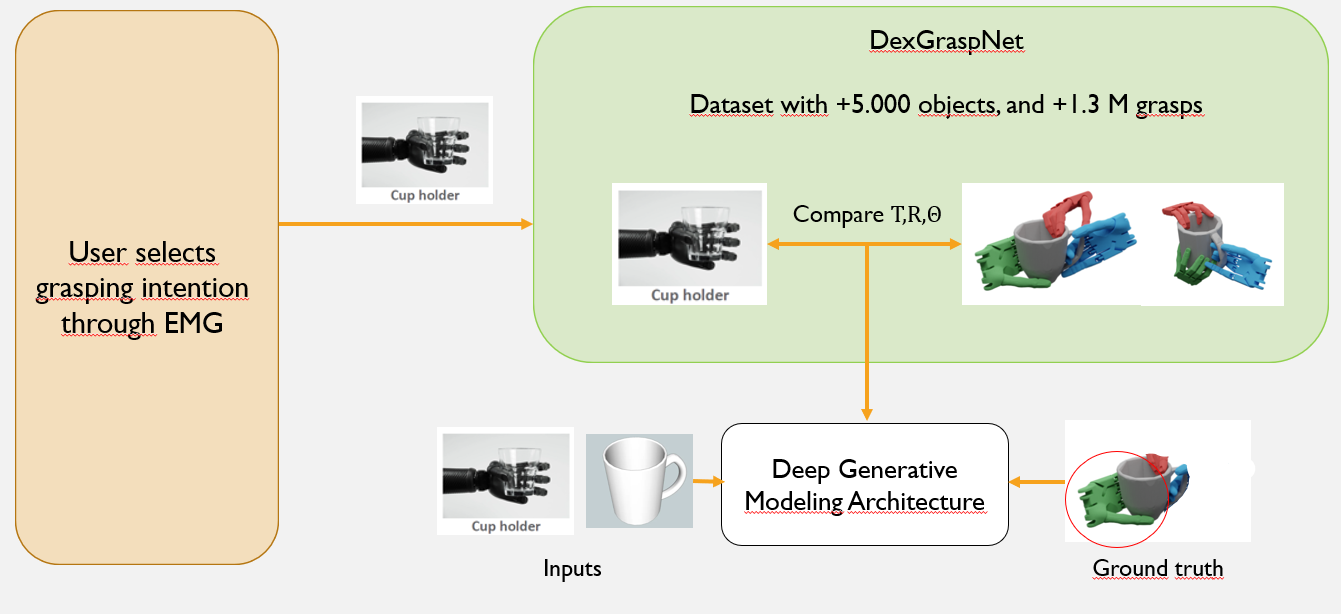 User selects
grasping intention
through EMG
Cup holder
DexGraspNet
Dataset with +5.000 objects, and +1.3 M grasps
Compare T,R,Θ
Cup holder
Cup holder
Deep Generative
Modeling Architecture
Inputs
Ground truth